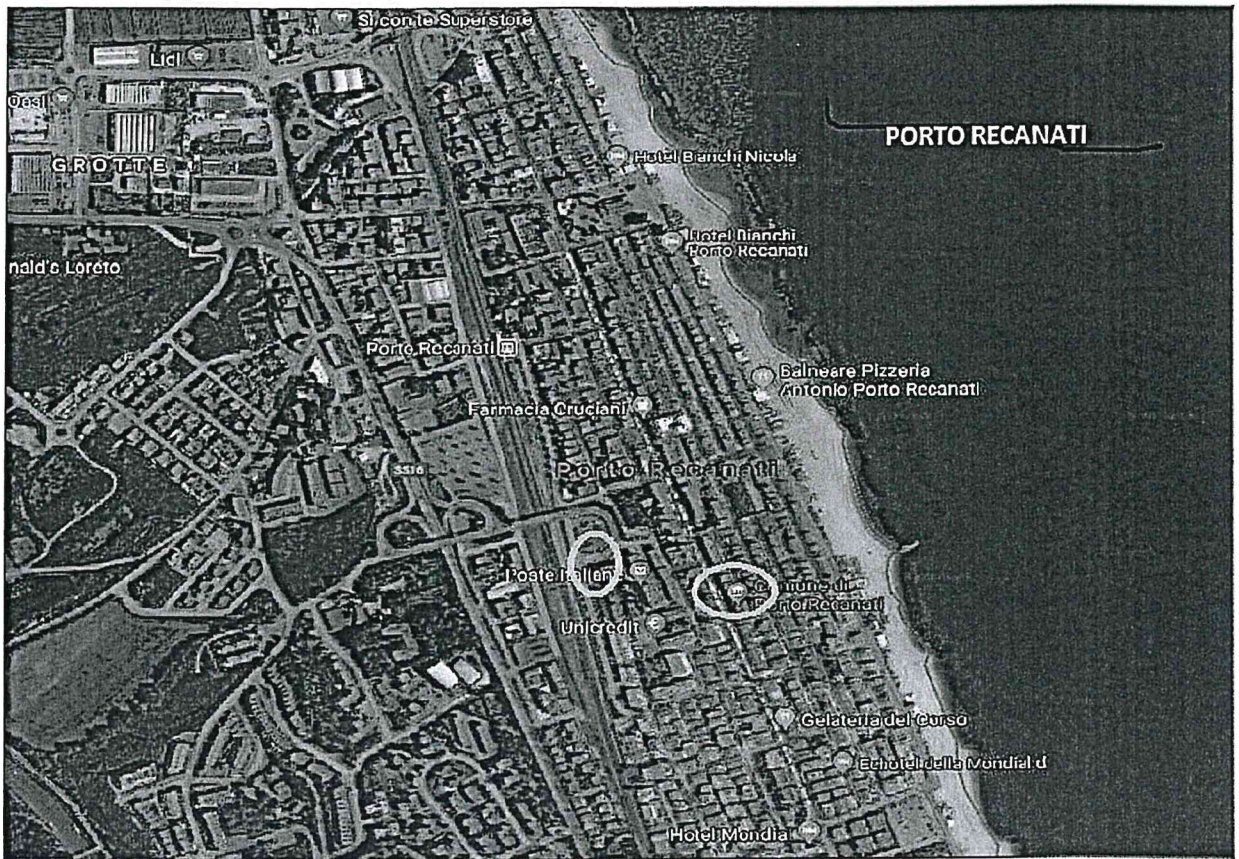 Si con te Superstore
Lidl
Oasi
PORTO RECANATI
GROTTE
Hotel Bianchi Nicola
Hotel Bianchi
Porto Recanati
nald's Loreto
Porto Recanati
Balneare Pizzeria
Antonio Porto Recanati
Farmacia Cruciani
SS16
Porto Recanati
Poste Italiane
Comune di
Porto Recanati
Unicredit
Gelateria del Corso
della Mondial d
Hotel Mondia